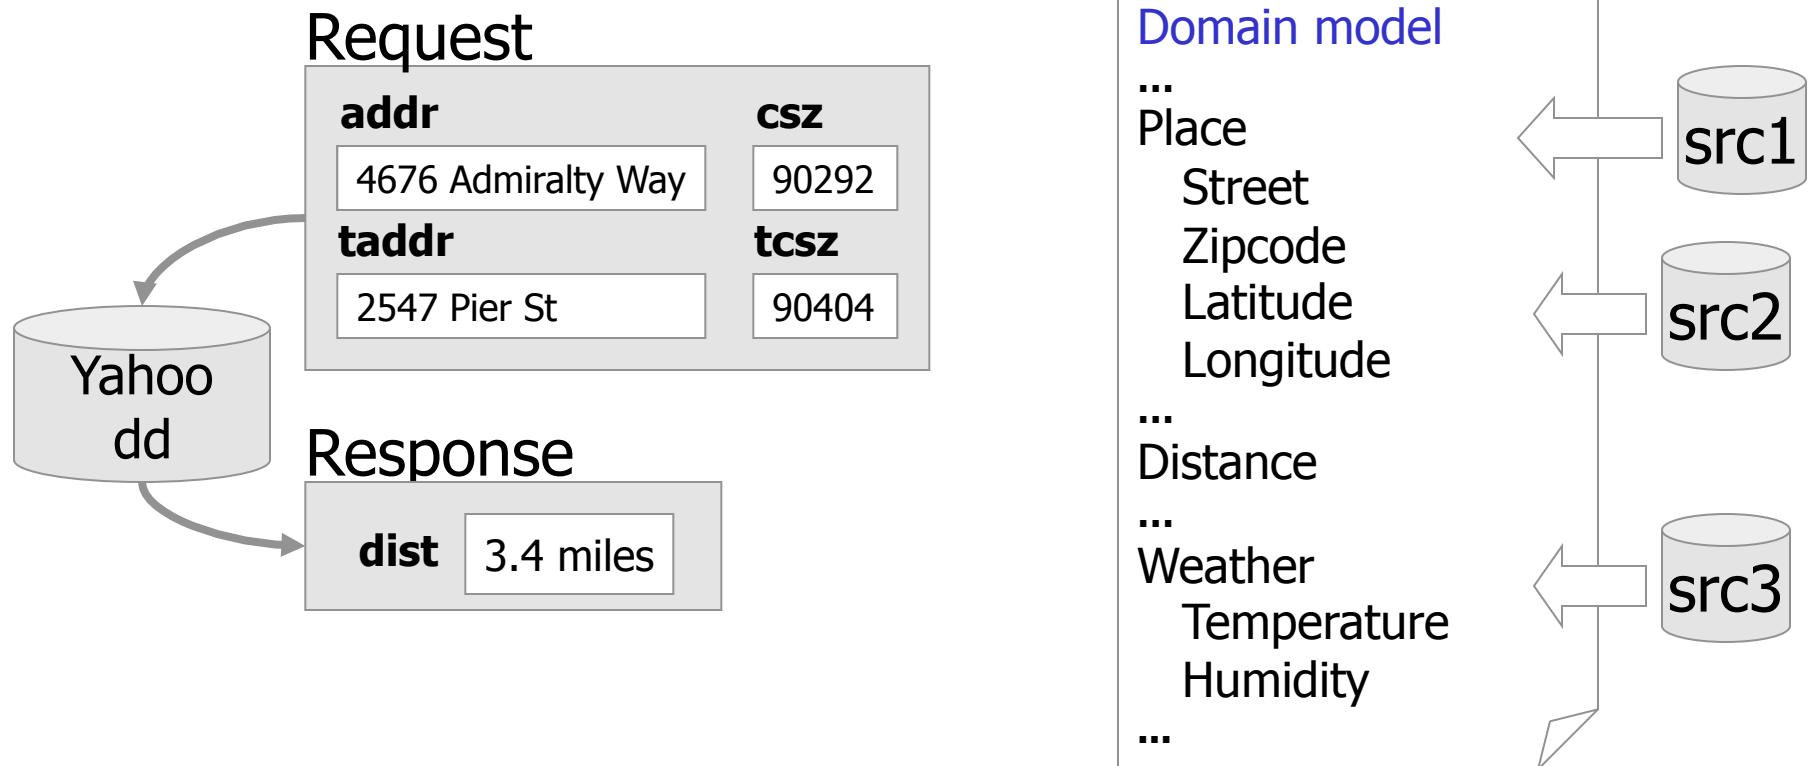 Request
addr csz
4676 Admiralty Way 90292
taddr tcsz
2547 Pier St 90404
Yahoo
dd
Response
dist 3.4 miles
Domain model
...
Place
Street
Zipcode
Latitude
Longitude
...
Distance
...
Weather
Temperature
Humidity
...
src1
src2
src3